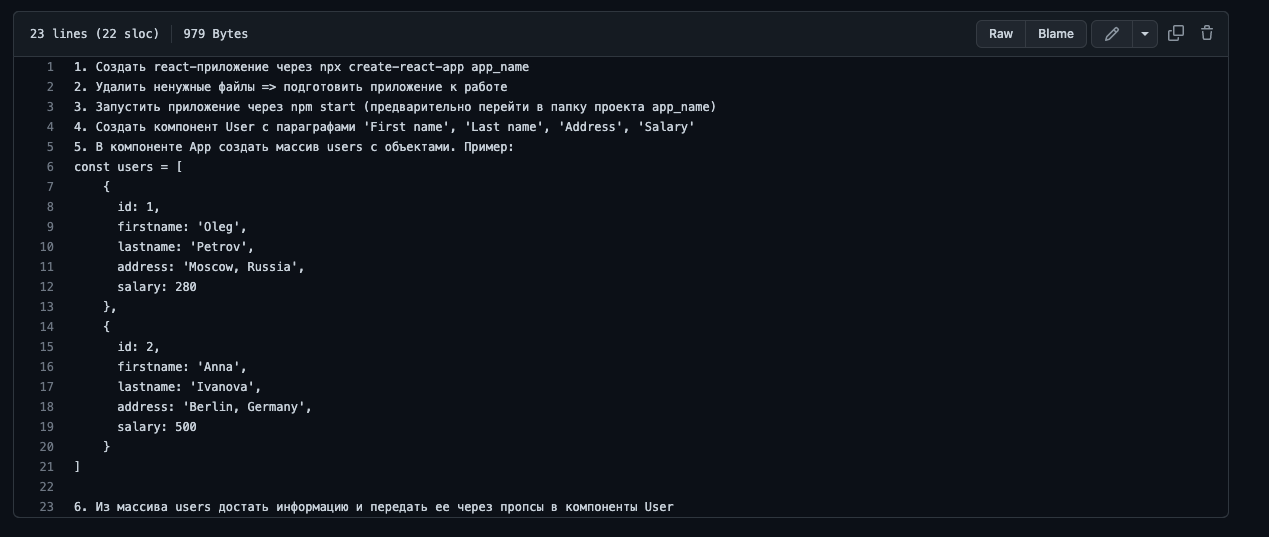 23 lines (22 sloc) 979 Bytes Raw Blame
1 1. Создать react-приложение через npx create-react-app app_name
2 2. Удалить ненужные файлы => подготовить приложение к работе
3 3. Запустить приложение через npm start (предварительно перейти в папку проекта app_name)
4 4. Создать компонент User с параграфами 'First name', 'Last name', 'Address', 'Salary'
5 5. В компоненте App создать массив users с объектами. Пример:
6 const users = [
7 {
8 id: 1,
9 firstname: 'Oleg',
10 lastname: 'Petrov',
11 address: 'Moscow, Russia',
12 salary: 280
13 },
14 {
15 id: 2,
16 firstname: 'Anna',
17 lastname: 'Ivanova',
18 address: 'Berlin, Germany',
19 salary: 500
20 }
21 ]
22
23 6. Из массива users достать информацию и передать ее через пропсы в компоненты User